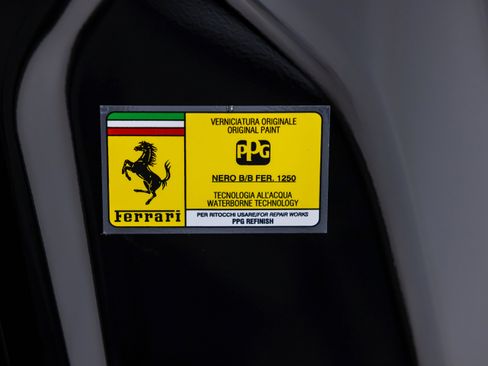 Ferrari
VERNICIATURA ORIGINALE
ORIGINAL PAINT
PPG
NERO B/B FER. 1250
TECNOLOGIA ALL'ACQUA
WATERBORNE TECHNOLOGY
PER RITOCCHI USARE/FOR REPAIR WORKS
PPG REFINISH